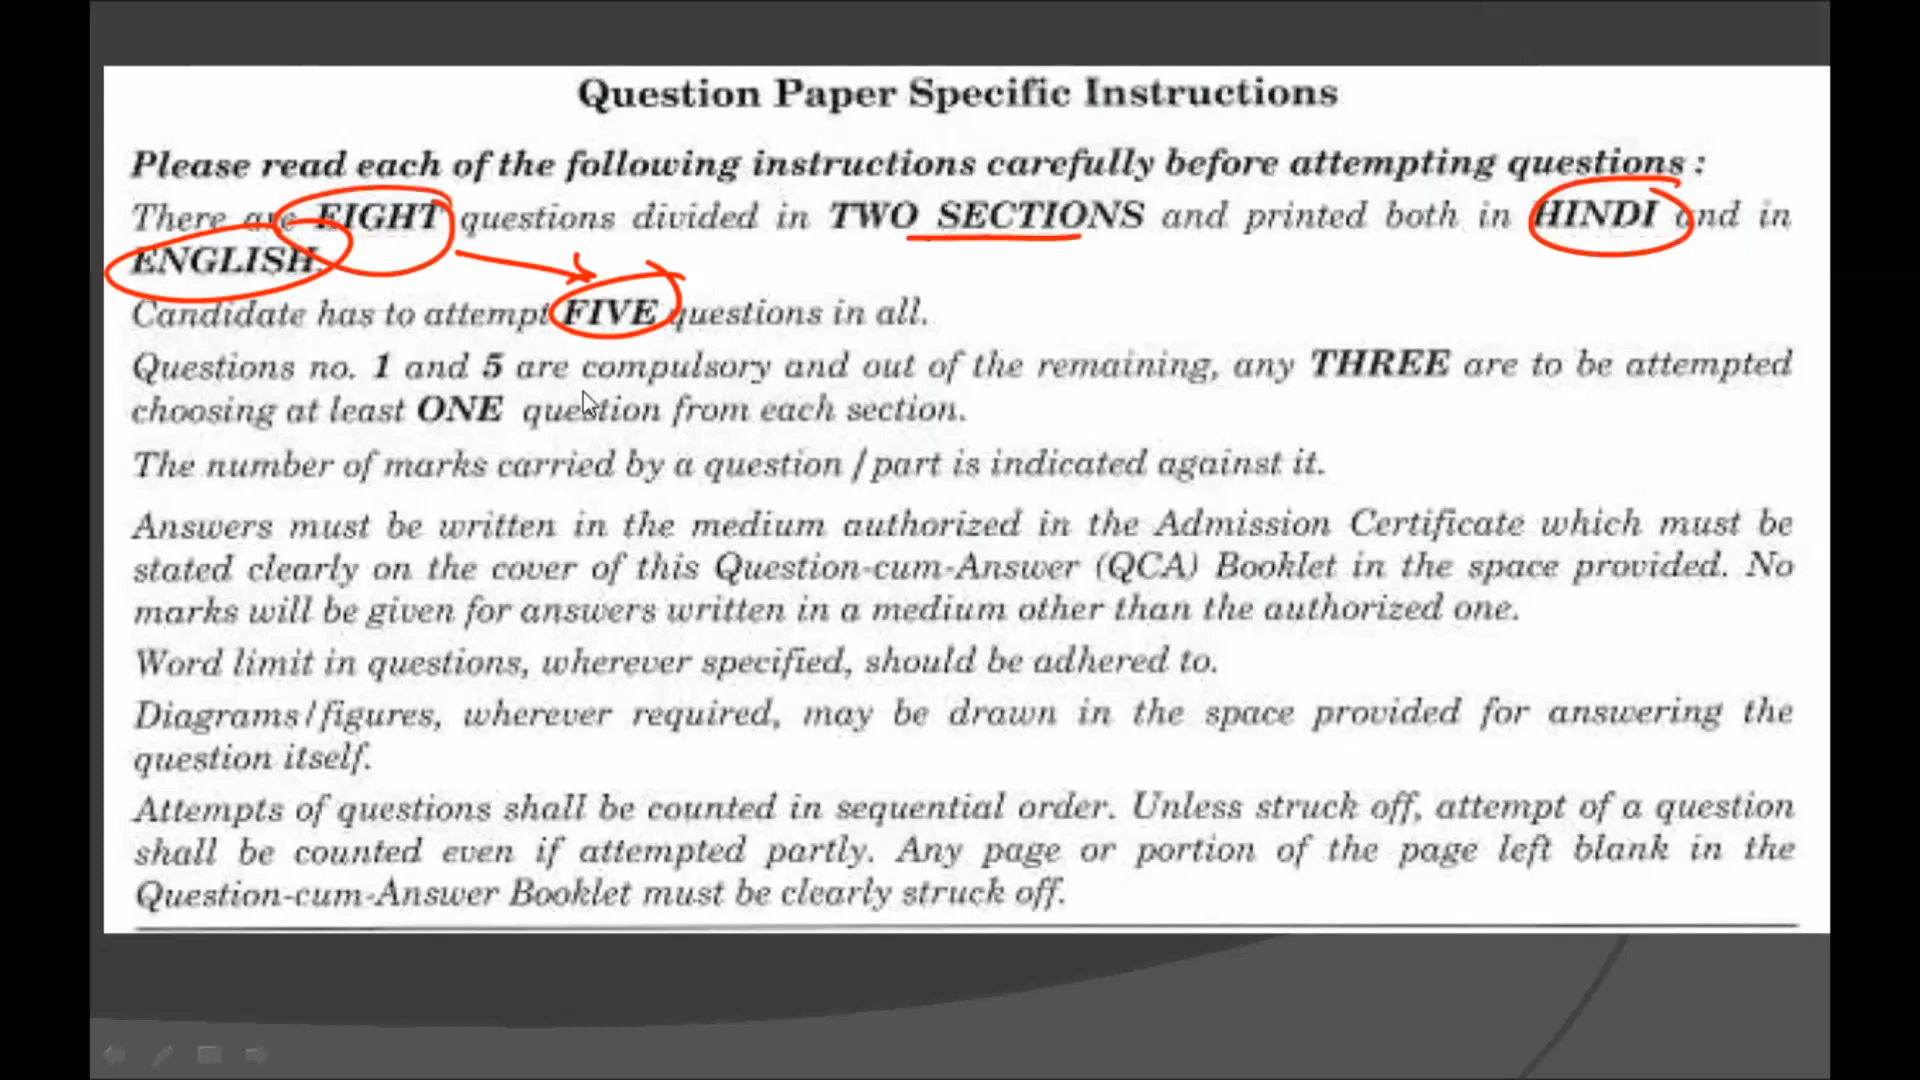 Question Paper Specific Instructions
Please read each of the following instructions carefully before attempting questions :
There are EIGHT questions divided in TWO SECTIONS and printed both in HINDI and in
ENGLISH.
Candidate has to attempt FIVE questions in all.
Questions no. 1 and 5 are compulsory and out of the remaining, any THREE are to be attempted
choosing at least ONE question from each section.
The number of marks carried by a question / part is indicated against it.
Answers must be written in the medium authorized in the Admission Certificate which must be
stated clearly on the cover of this Question-cum-Answer (QCA) Booklet in the space provided. No
marks will be given for answers written in a medium other than the authorized one.
Word limit in questions, wherever specified, should be adhered to.
Diagrams/figures, wherever required, may be drawn in the space provided for answering the
question itself.
Attempts of questions shall be counted in sequential order. Unless struck off, attempt of a question
shall be counted even if attempted partly. Any page or portion of the page left blank in the
Question-cum-Answer Booklet must be clearly struck off.